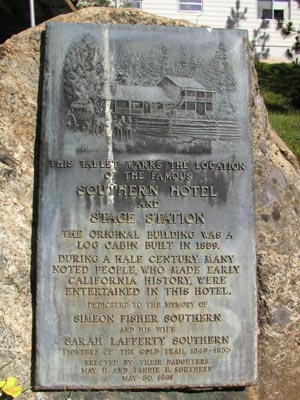 THIS TABLET MARKS THE LOCATION
OF THE FAMOUS
SOUTHERN HOTEL
AND
STAGE STATION
THE ORIGINAL BUILDING WAS A
LOG CABIN BUILT IN 1859.
DURING A HALF CENTURY MANY
NOTED PEOPLE, WHO MADE EARLY
CALIFORNIA HISTORY, WERE
ENTERTAINED IN THIS HOTEL.
DEDICATED TO THE MEMORY OF
SIMEON FISHER SOUTHERN
AND HIS WIFE
SARAH LAFFERTY SOUTHERN
PIONEERS OF THE GOLD TRAIL, 1849-1855
ERECTED BY THEIR DAUGHTERS
MAY H. AND FANNIE B. SOUTHERN
MAY 30, 1931